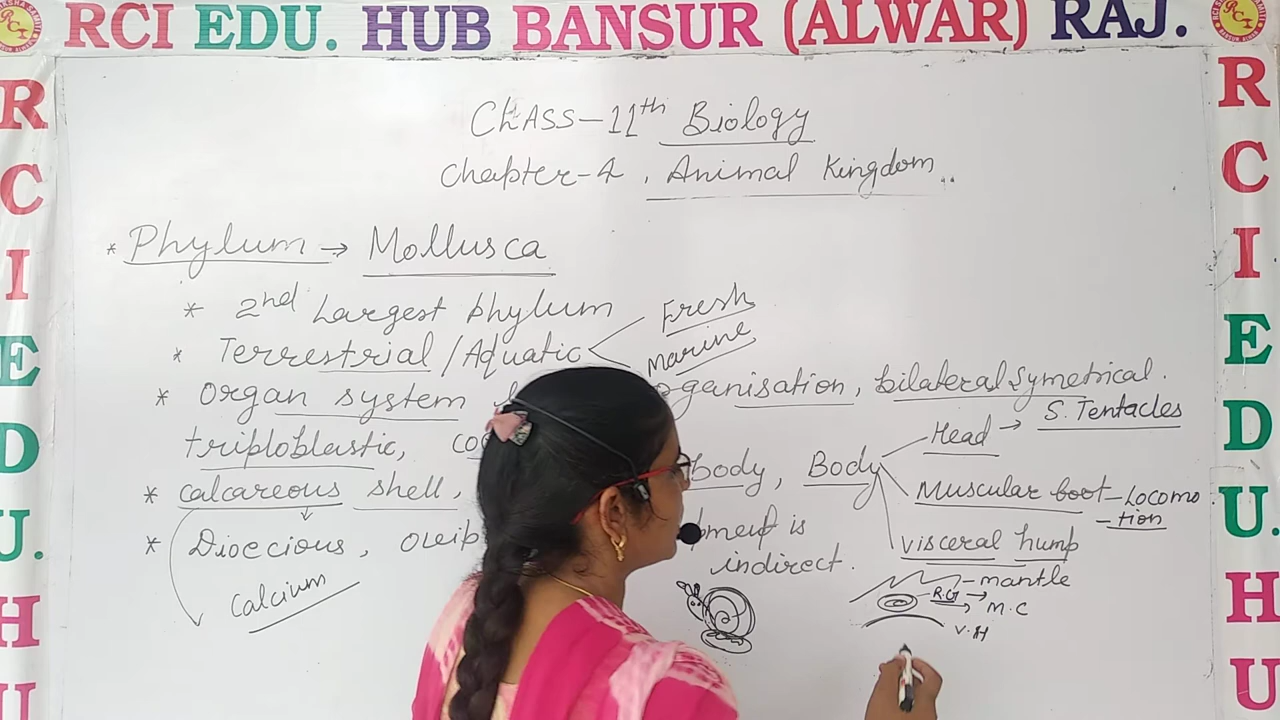 RCI EDU. HUB BANSUR (ALWAR) RAJ.
R C I E D U. H U
R C I E D U. H U
CLASS-11th Biology
Chapter-4, Animal Kingdom
* Phylum → Mollusca
* 2nd Largest phylum
* Terrestrial / Aquatic
Fresh
Marine
* Organ system organisation, bilateral Symetrical.
triploblastic,
* calcareous shell, body, Body
Head → S. Tentacles
Muscular foot - Locomo
- tion
visceral hump
* Dioecious, is
indirect.
Calcium
mantle
R.G →
M.C
V.H